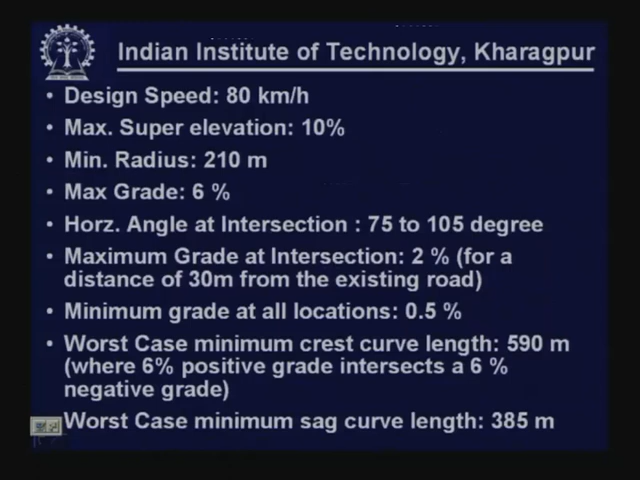 Indian Institute of Technology, Kharagpur
• Design Speed: 80 km/h
• Max. Super elevation: 10%
• Min. Radius: 210 m
• Max Grade: 6 %
• Horz. Angle at Intersection : 75 to 105 degree
• Maximum Grade at Intersection: 2 % (for a
distance of 30m from the existing road)
• Minimum grade at all locations: 0.5 %
• Worst Case minimum crest curve length: 590 m
(where 6% positive grade intersects a 6 %
negative grade)
Worst Case minimum sag curve length: 385 m